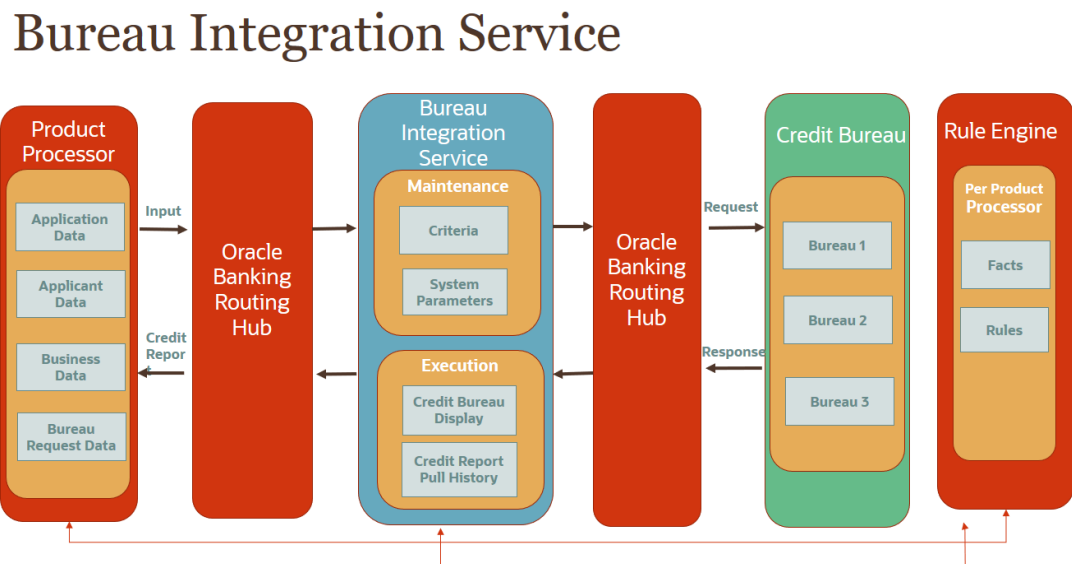 Bureau Integration Service
Product
Processor
Application
Data
Applicant
Data
Business
Data
Bureau
Request Data
Input
Credit
Repor
t
Oracle
Banking
Routing
Hub
Bureau
Integration
Service
Maintenance
Criteria
System
Parameters
Execution
Credit Bureau
Display
Credit Report
Pull History
Oracle
Banking
Routing
Hub
Request
Response
Credit Bureau
Bureau 1
Bureau 2
Bureau 3
Rule Engine
Per Product
Processor
Facts
Rules